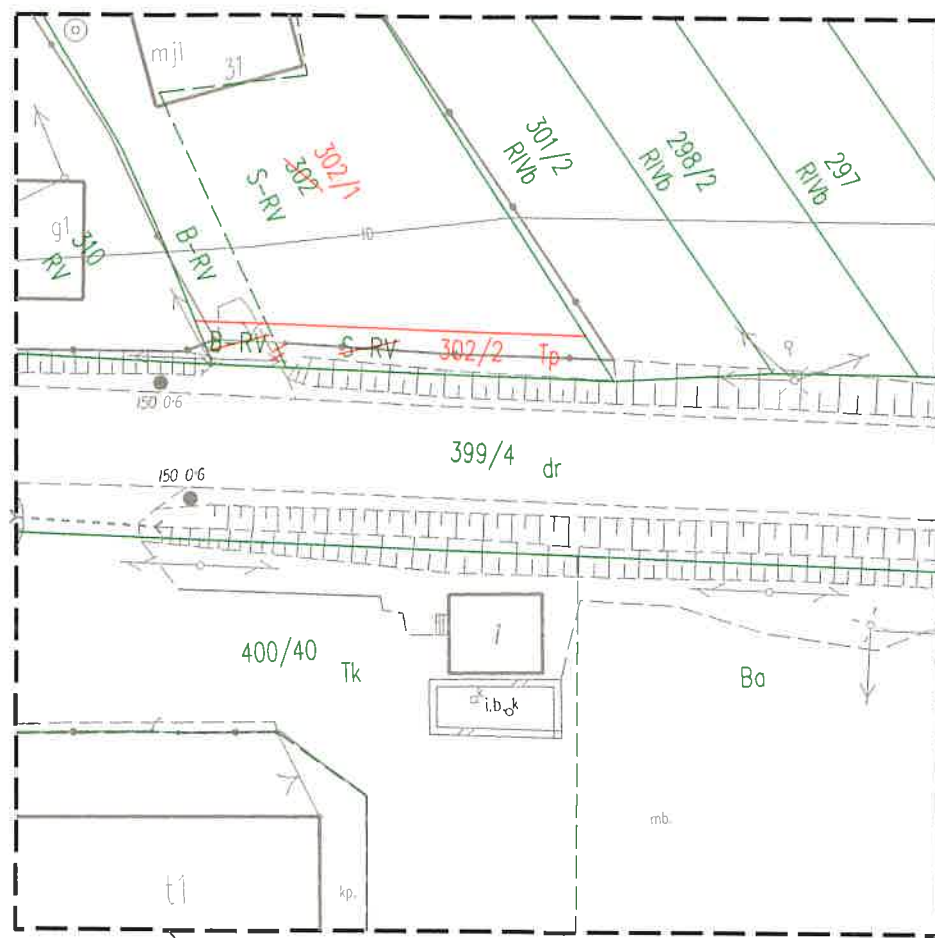 mj1
31
302/1
302
S-RV
301/2
RIVb
298/2
RIVb
297
RIVb
g1
310
RV
B-RV
10
B-RV
S-RV
302/2
Tp
150 0·6
399/4
dr
150 0·6
i
400/40
Tk
k
i.b.
k
Ba
mb.
t1
kp.